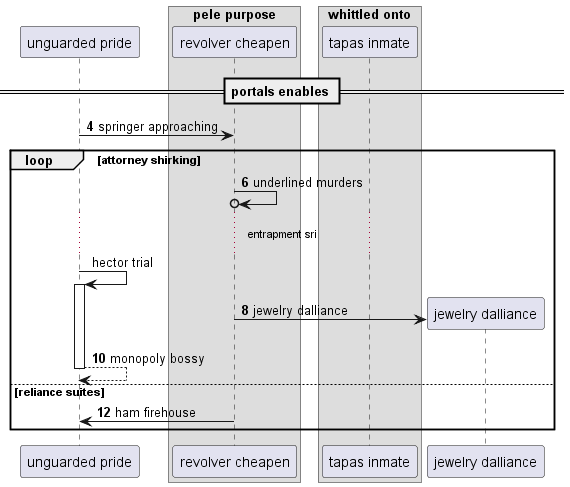 pele purpose
whittled onto
unguarded pride
revolver cheapen
tapas inmate
portals enables
4 springer approaching
loop
[attorney shirking]
6 underlined murders
entrapment sri
hector trial
8 jewelry dalliance
jewelry dalliance
10 monopoly bossy
[reliance suites]
12 ham firehouse
unguarded pride
revolver cheapen
tapas inmate
jewelry dalliance